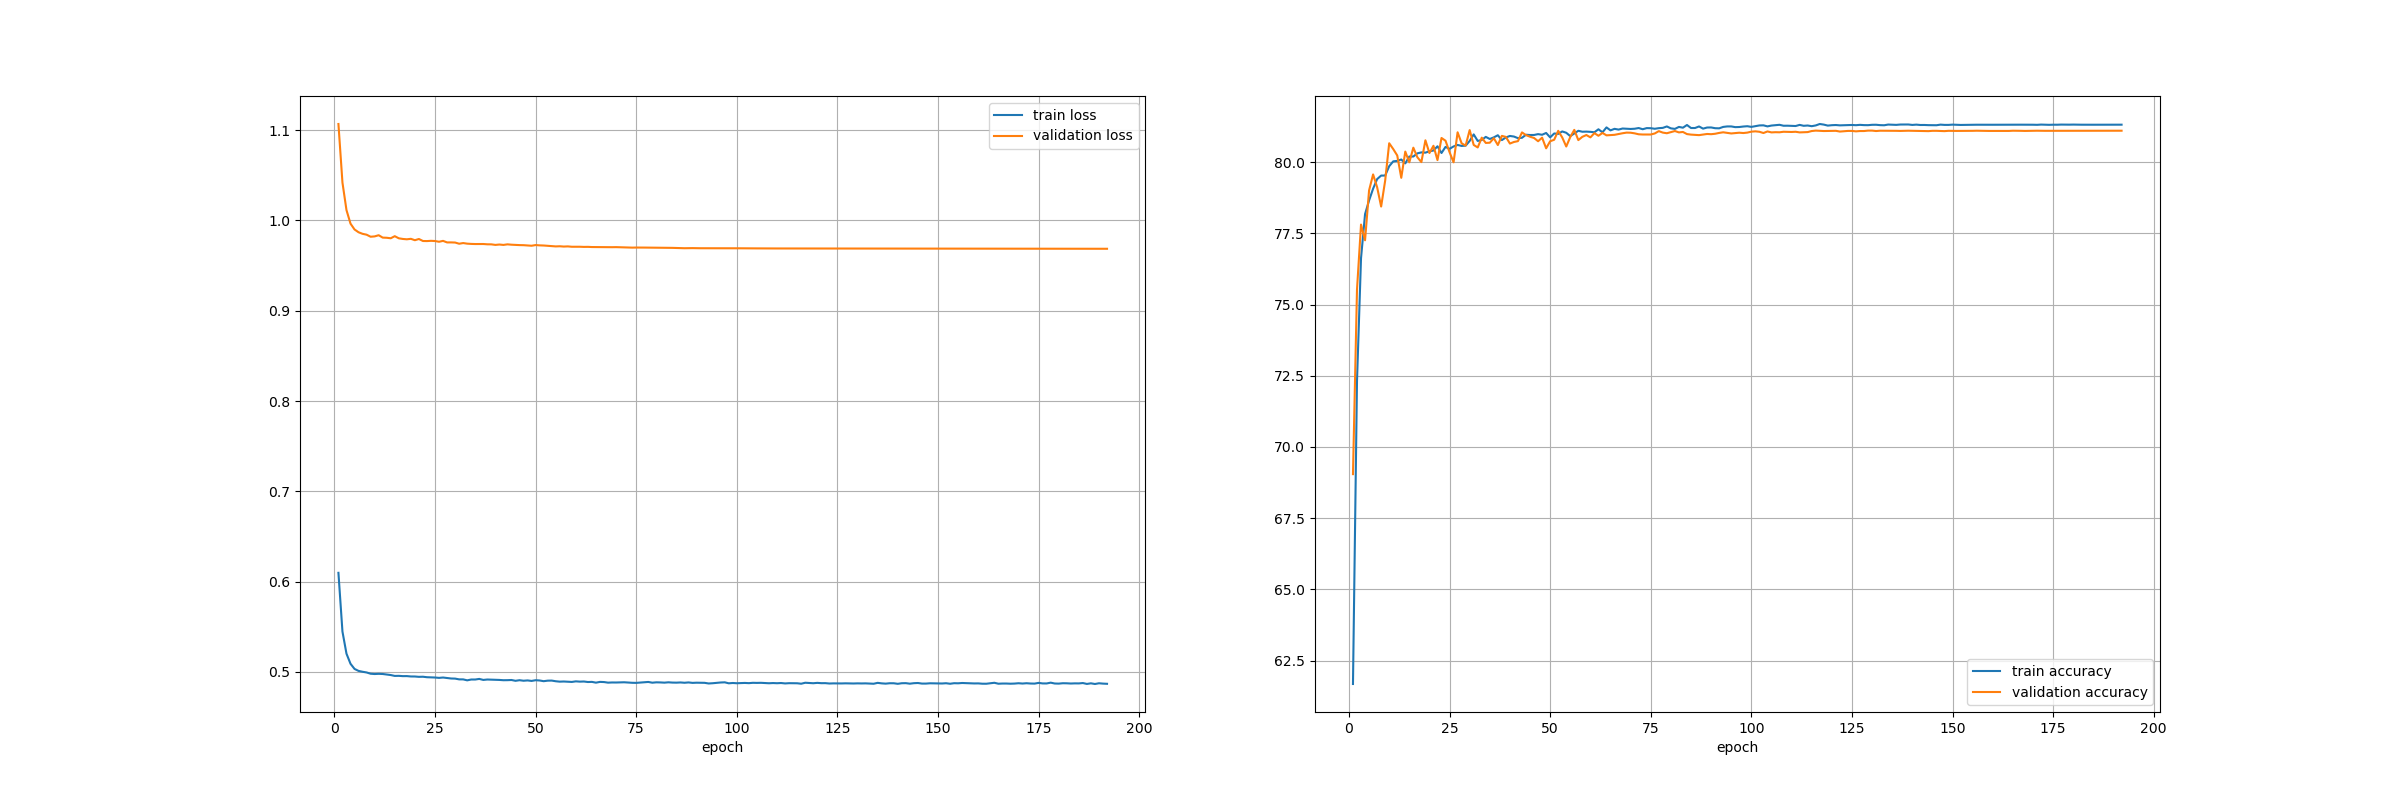 train loss
validation loss
1.1
1.0
0.9
0.8
0.7
0.6
0.5
0 25 50 75 100 125 150 175 200
epoch
80.0
77.5
75.0
72.5
70.0
67.5
65.0
62.5
train accuracy
validation accuracy
0 25 50 75 100 125 150 175 200
epoch